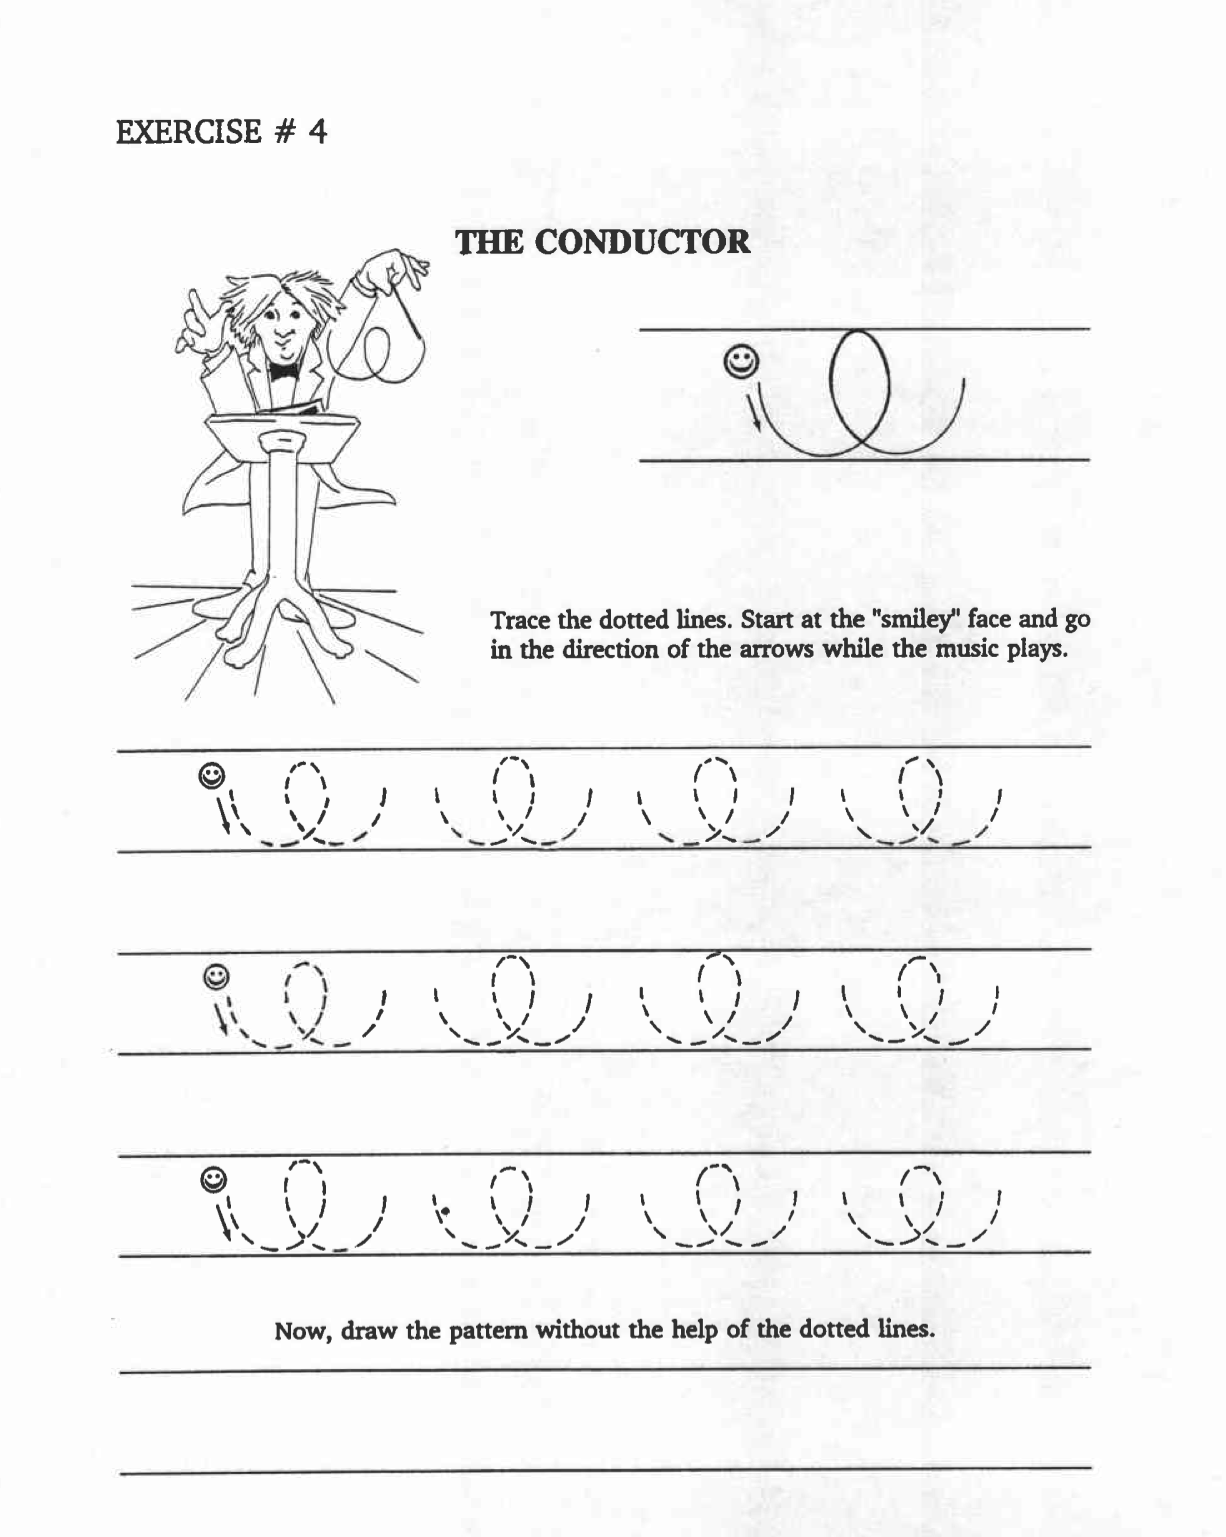 EXERCISE # 4
THE CONDUCTOR
Trace the dotted lines. Start at the "smiley" face and go
in the direction of the arrows while the music plays.
Now, draw the pattern without the help of the dotted lines.